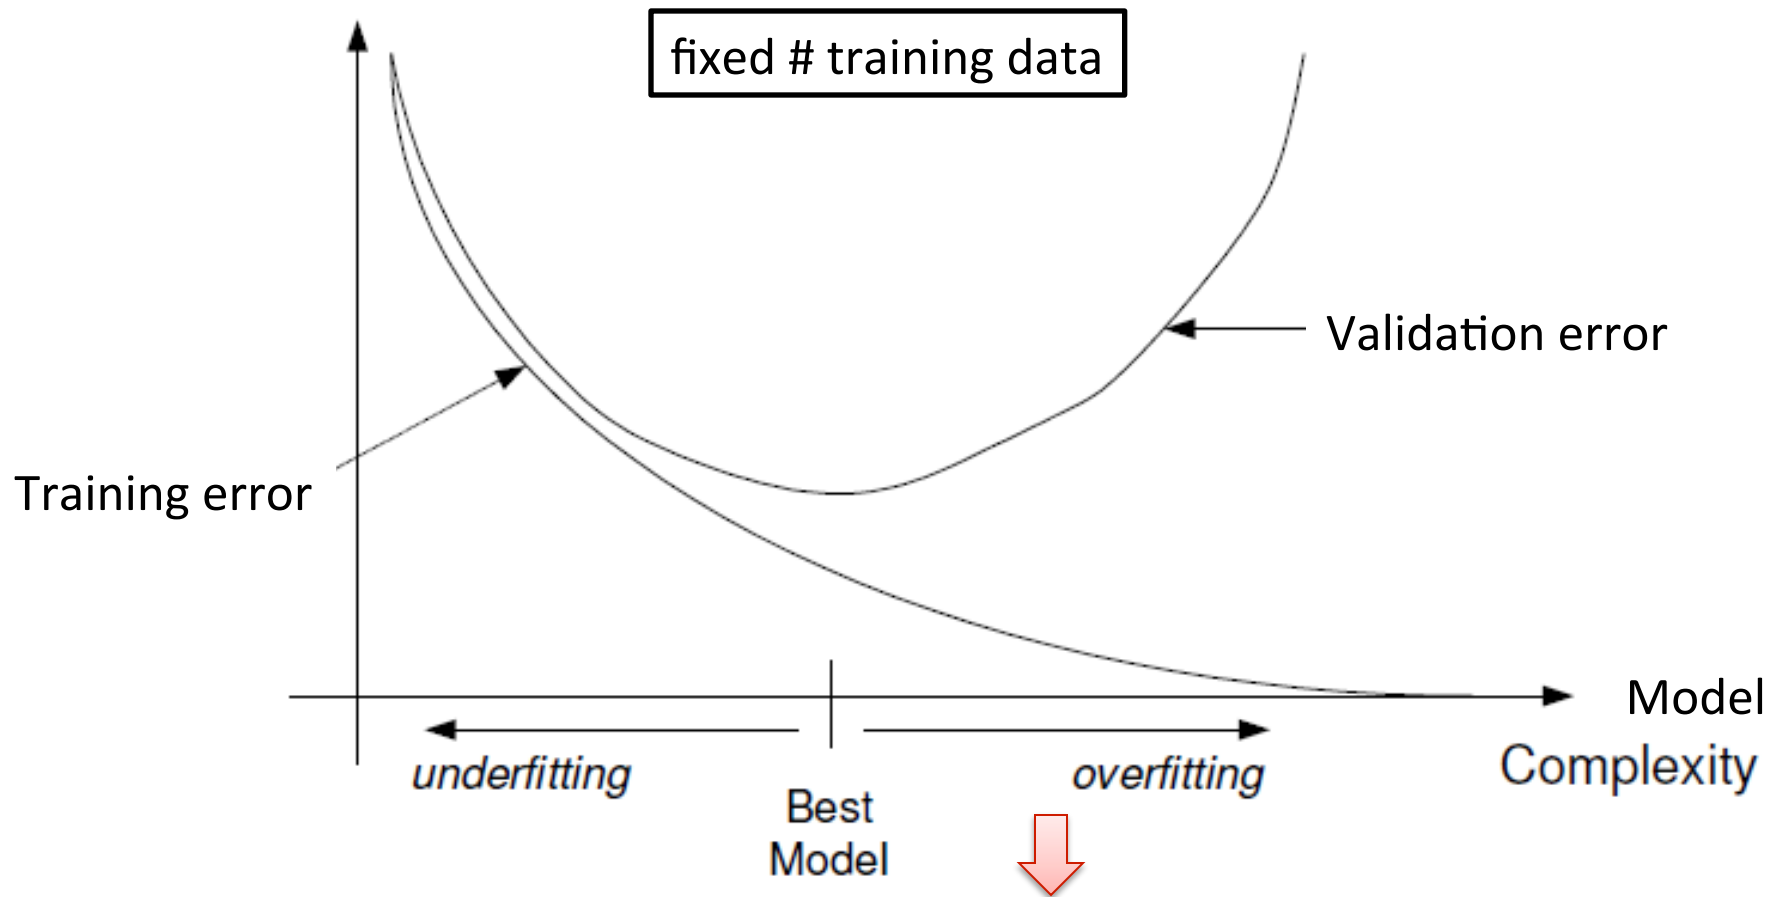 fixed # training data
Validation error
Training error
Model
Complexity
underfitting
overfitting
Best
Model